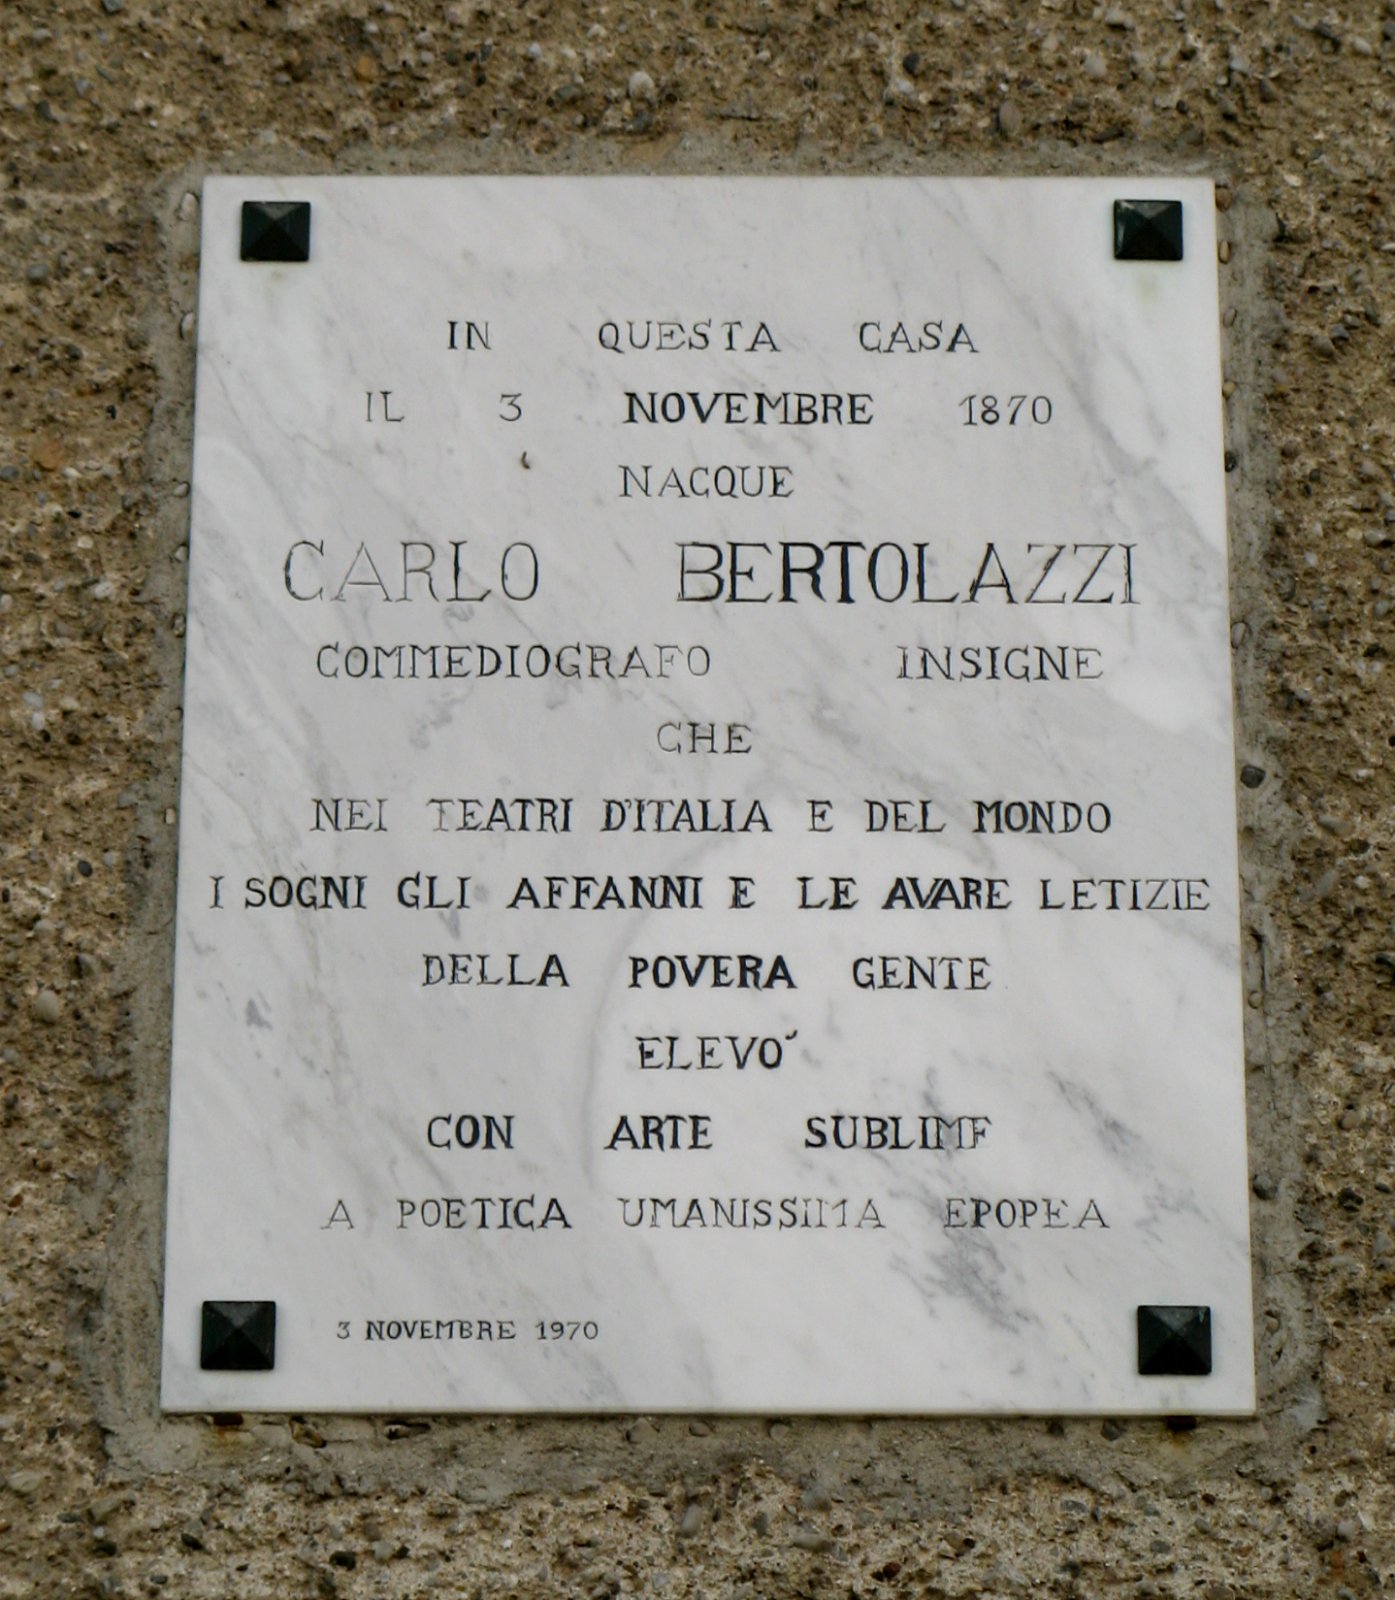 IN QUESTA CASA
IL 3 NOVEMBRE 1870
NACQUE
CARLO BERTOLAZZI
COMMEDIOGRAFO INSIGNE
CHE
NEI TEATRI D'ITALIA E DEL MONDO
I SOGNI GLI AFFANNI E LE AVARE LETIZIE
DELLA POVERA GENTE
ELEVO'
CON ARTE SUBLIME
A POETICA UMANISSIMA EPOPEA
3 NOVEMBRE 1970